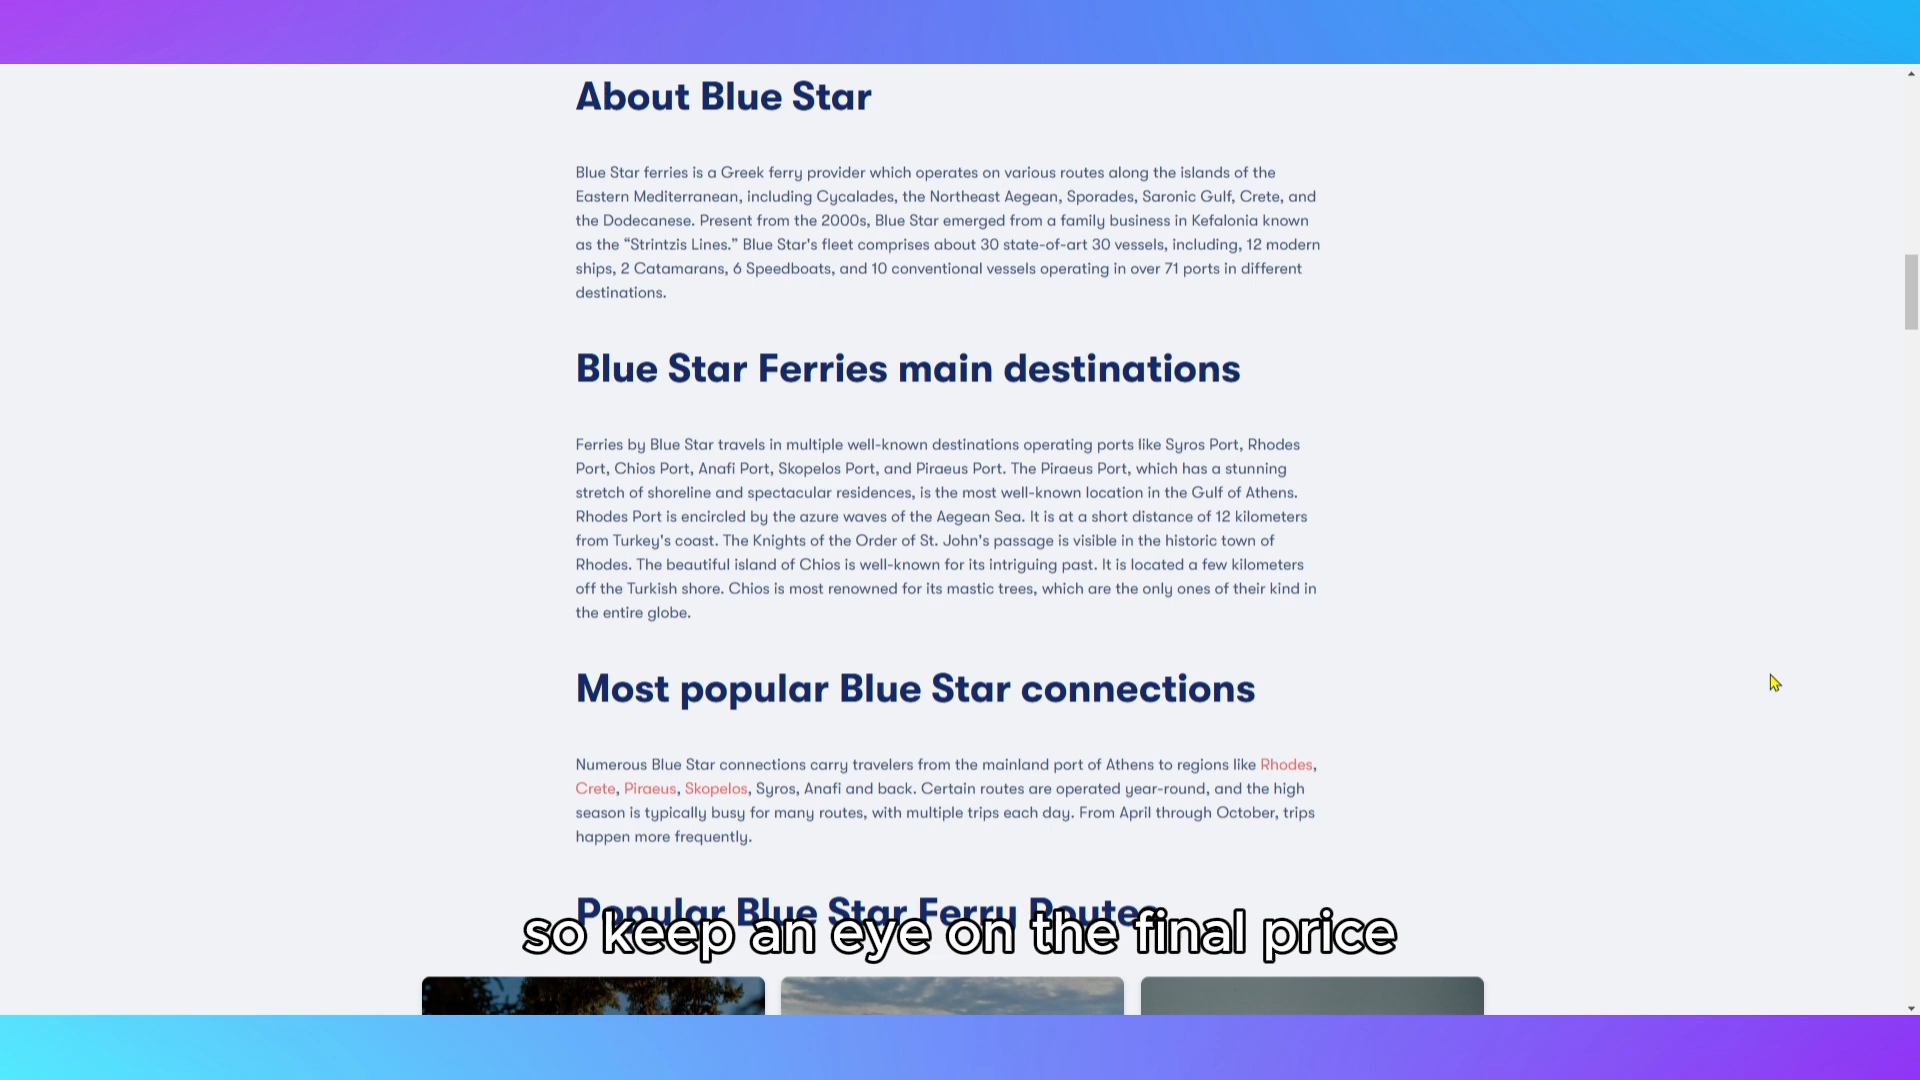 About Blue Star
Blue Star ferries is a Greek ferry provider which operates on various routes along the islands of the
Eastern Mediterranean, including Cycalades, the Northeast Aegean, Sporades, Saronic Gulf, Crete, and
the Dodecanese. Present from the 2000s, Blue Star emerged from a family business in Kefalonia known
as the “Strintzis Lines.” Blue Star's fleet comprises about 30 state-of-art 30 vessels, including, 12 modern
ships, 2 Catamarans, 6 Speedboats, and 10 conventional vessels operating in over 71 ports in different
destinations.
Blue Star Ferries main destinations
Ferries by Blue Star travels in multiple well-known destinations operating ports like Syros Port, Rhodes
Port, Chios Port, Anafi Port, Skopelos Port, and Piraeus Port. The Piraeus Port, which has a stunning
stretch of shoreline and spectacular residences, is the most well-known location in the Gulf of Athens.
Rhodes Port is encircled by the azure waves of the Aegean Sea. It is at a short distance of 12 kilometers
from Turkey's coast. The Knights of the Order of St. John's passage is visible in the historic town of
Rhodes. The beautiful island of Chios is well-known for its intriguing past. It is located a few kilometers
off the Turkish shore. Chios is most renowned for its mastic trees, which are the only ones of their kind in
the entire globe.
Most popular Blue Star connections
Numerous Blue Star connections carry travelers from the mainland port of Athens to regions like Rhodes,
Crete, Piraeus, Skopelos, Syros, Anafi and back. Certain routes are operated year-round, and the high
season is typically busy for many routes, with multiple trips each day. From April through October, trips
happen more frequently.
Popular Blue Star Ferry Routes
so keep an eye on the final price